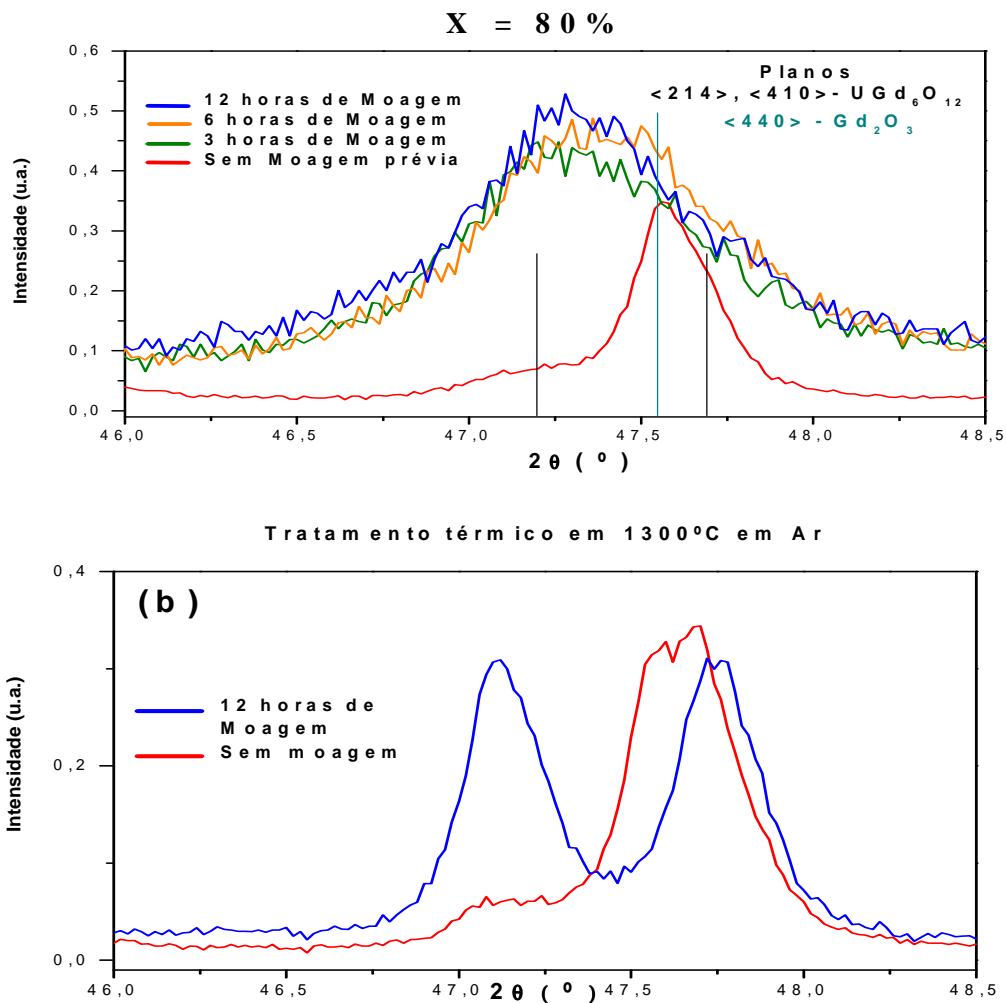 X = 80%
0,6
0,5
0,4
0,3
0,2
0,1
0,0
Intensidade (u.a.)
12 horas de Moagem
6 horas de Moagem
3 horas de Moagem
Sem Moagem prévia
Planos
<214>, <410>- UGd₆O₁₂
<440> - Gd₂O₃
46,0 46,5 47,0 47,5 48,0 48,5
2θ (º)
Tratamento térmico em 1300ºC em Ar
0,4
0,2
0,0
Intensidade (u.a.)
(b)
12 horas de
Moagem
Sem moagem
46,0 46,5 47,0 47,5 48,0 48,5
2θ (º)